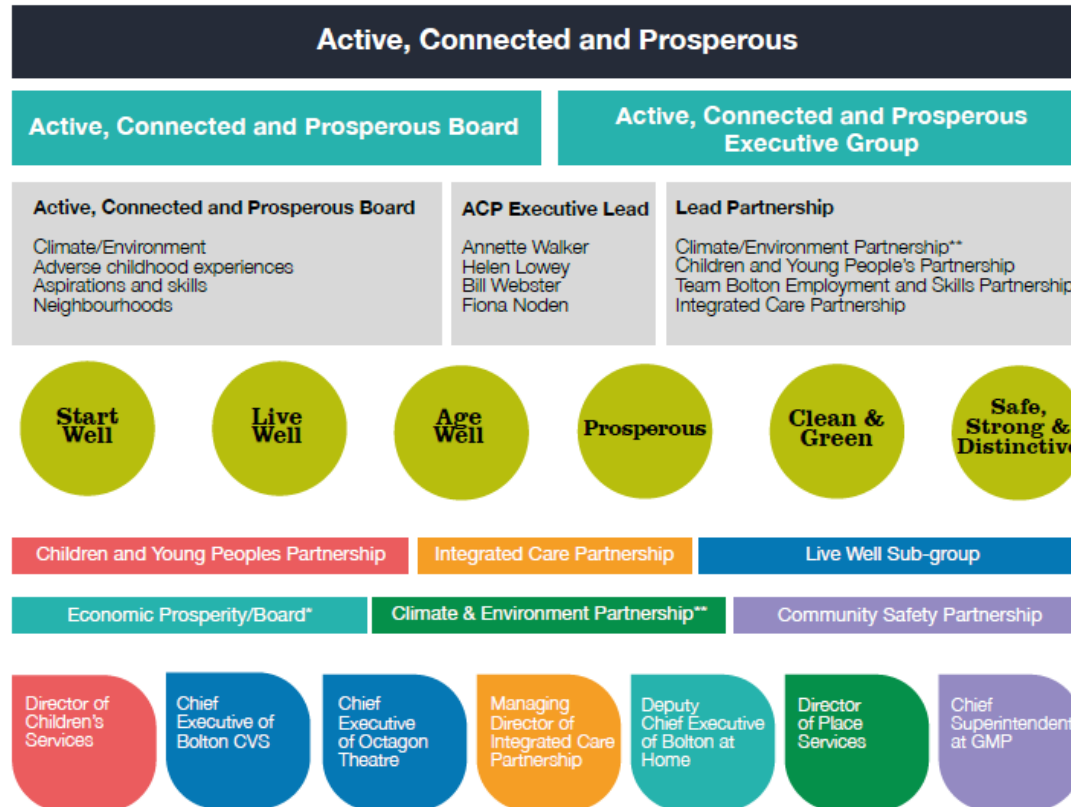 Active, Connected and Prosperous
Active, Connected and Prosperous Board
Active, Connected and Prosperous
Executive Group
Active, Connected and Prosperous Board
Climate/Environment
Adverse childhood experiences
Aspirations and skills
Neighbourhoods
ACP Executive Lead
Annette Walker
Helen Lowey
Bill Webster
Fiona Noden
Lead Partnership
Climate/Environment Partnership**
Children and Young People's Partnership
Team Bolton Employment and Skills Partnership
Integrated Care Partnership
Start
Well
Live
Well
Age
Well
Prosperous
Clean &
Green
Safe,
Strong &
Distinctive
Children and Young Peoples Partnership
Integrated Care Partnership
Live Well Sub-group
Economic Prosperity/Board*
Climate & Environment Partnership**
Community Safety Partnership
Director of
Children's
Services
Chief
Executive of
Bolton CVS
Chief
Executive
of Octagon
Theatre
Managing
Director of
Integrated Care
Partnership
Deputy
Chief Executive
of Bolton at
Home
Director
of Place
Services
Chief
Superintendent
at GMP